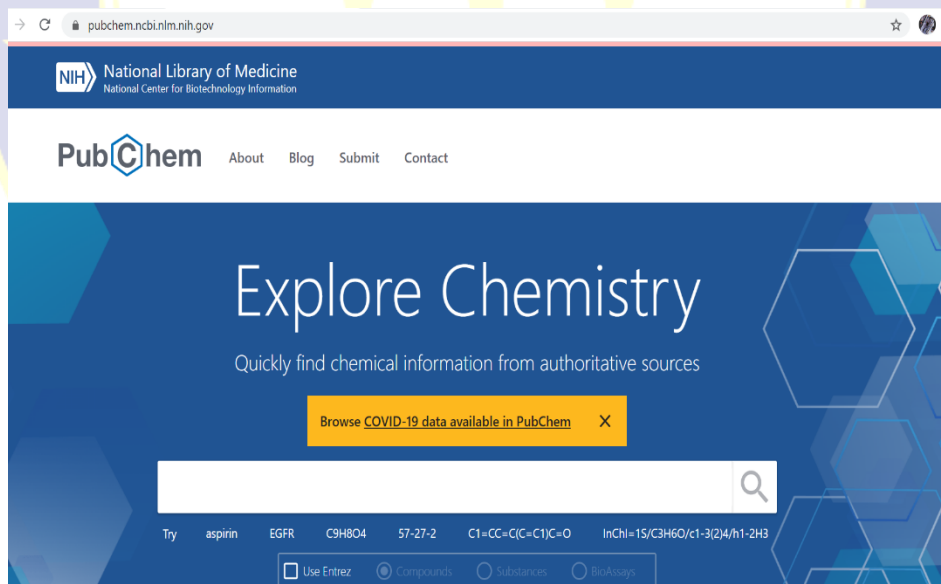 pubchem.ncbi.nlm.nih.gov
NIH National Library of Medicine
National Center for Biotechnology Information
PubChem About Blog Submit Contact
Explore Chemistry
Quickly find chemical information from authoritative sources
Browse COVID-19 data available in PubChem X
Try aspirin EGFR C9H8O4 57-27-2 C1=CC=C(C=C1)C=O InChI=1S/C3H6O/c1-3(2)4/h1-2H3
Use Entrez Compounds Substances BioAssays